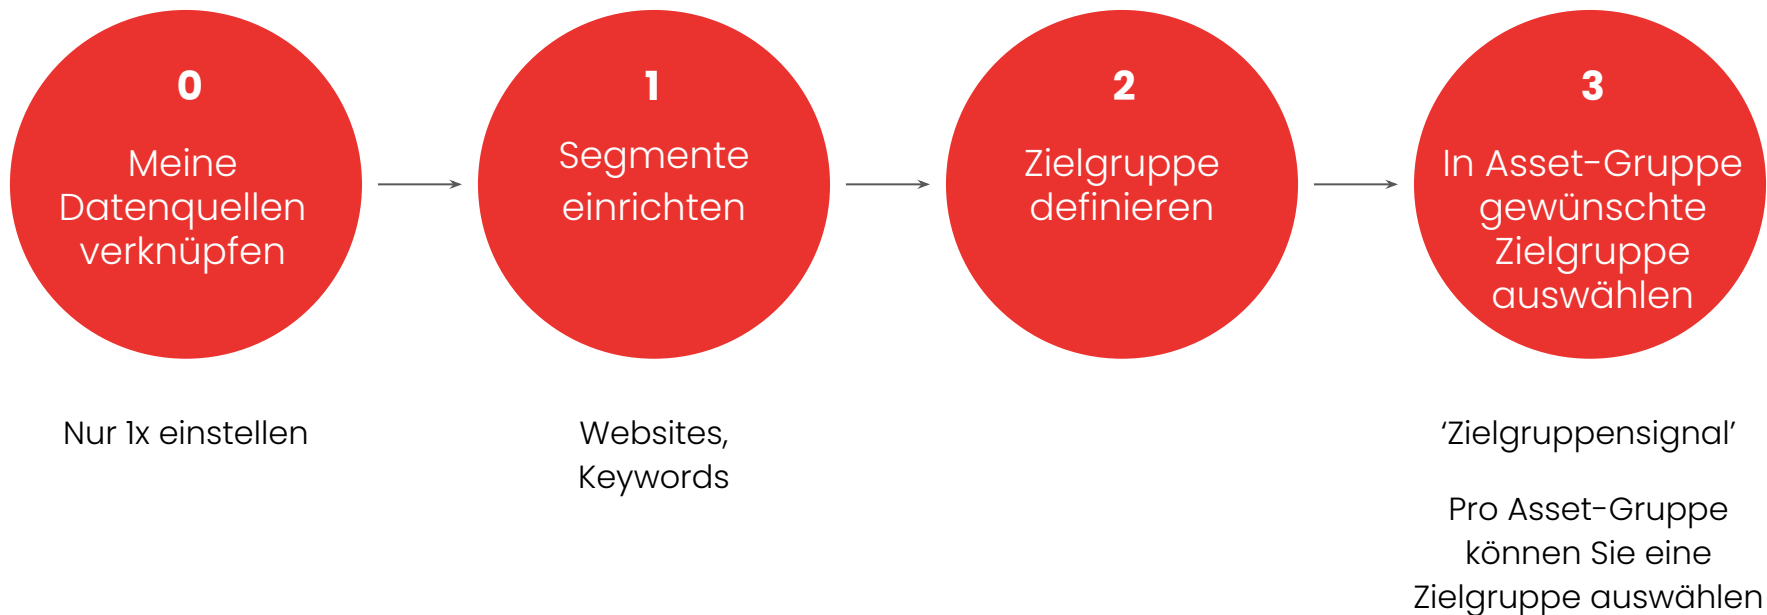 0
Meine
Datenquellen
verknüpfen
1
Segmente
einrichten
2
Zielgruppe
definieren
3
In Asset-Gruppe
gewünschte
Zielgruppe
auswählen
Nur 1x einstellen
Websites,
Keywords
‘Zielgruppensignal’
Pro Asset-Gruppe
können Sie eine
Zielgruppe auswählen